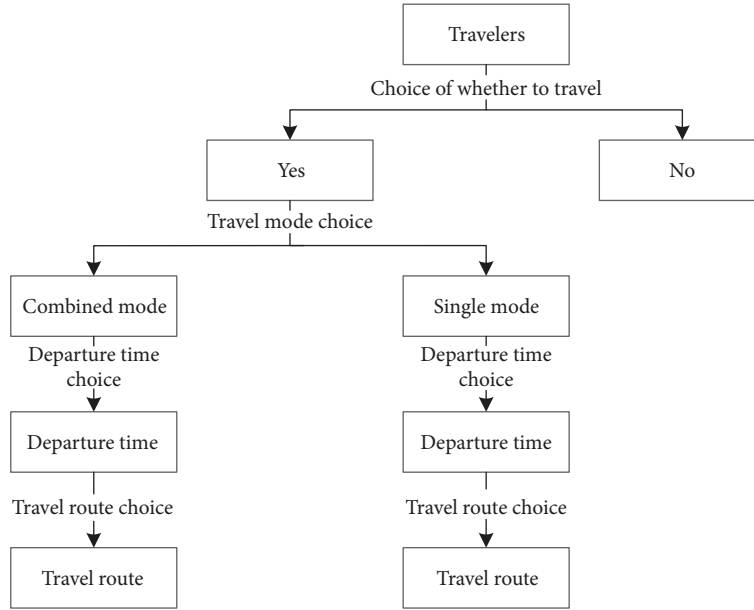 Travelers
Choice of whether to travel
Yes
No
Travel mode choice
Combined mode
Single mode
Departure time
choice
Departure time
choice
Departure time
Departure time
Travel route choice
Travel route choice
Travel route
Travel route